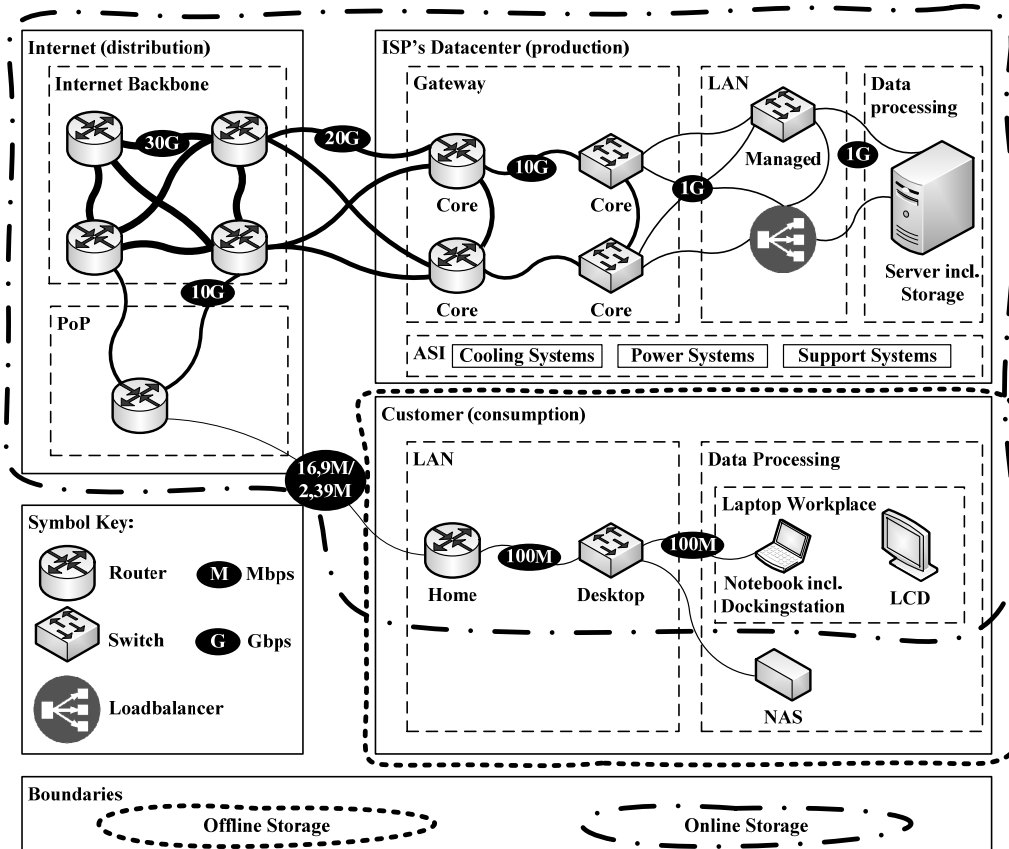 Internet (distribution)
Internet Backbone
30G
20G
10G
PoP
16,9M/
2,39M
ISP's Datacenter (production)
Gateway
Core
10G
Core
Core
Core
LAN
Managed
1G
Data
processing
1G
Server incl.
Storage
ASI
Cooling Systems
Power Systems
Support Systems
Customer (consumption)
LAN
Home
100M
Desktop
100M
Data Processing
Laptop Workplace
Notebook incl.
Dockingstation
LCD
NAS
Symbol Key:
Router
M Mbps
Switch
G Gbps
Loadbalancer
Boundaries
Offline Storage
Online Storage